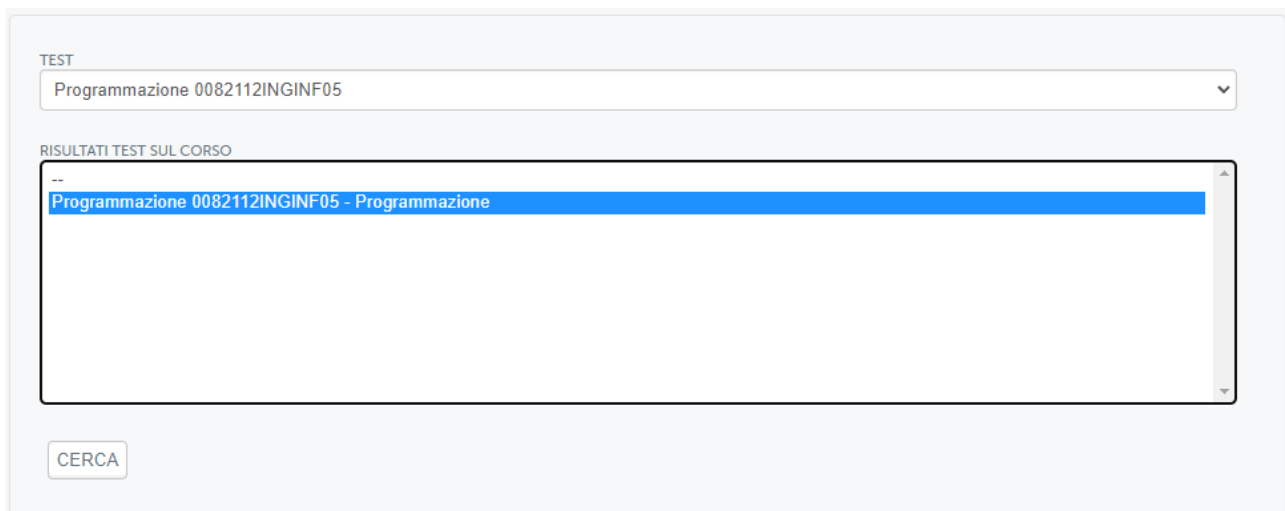 TEST
Programmazione 0082112INGINF05
RISULTATI TEST SUL CORSO
--
Programmazione 0082112INGINF05 - Programmazione
CERCA